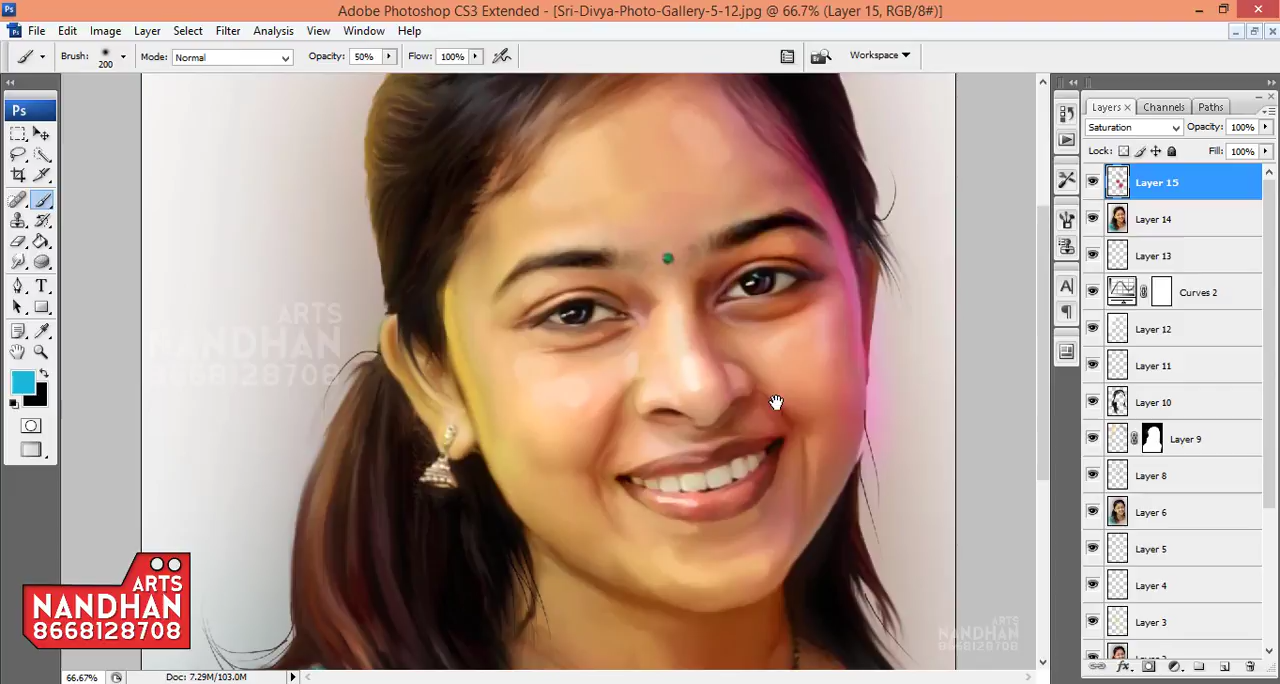 Adobe Photoshop CS3 Extended - [Sri-Divya-Photo-Gallery-5-12.jpg @ 66.7% (Layer 15, RGB/8#)]
File Edit Image Layer Select Filter Analysis View Window Help
Brush: 200 Mode: Normal Opacity: 50% Flow: 100% Workspace
Ps
Layers Channels Paths
Saturation Opacity: 100%
Lock: Fill: 100%
Layer 15
Layer 14
Layer 13
Curves 2
Layer 12
Layer 11
Layer 10
Layer 9
Layer 8
Layer 6
Layer 5
Layer 4
Layer 3
ARTS
NANDHAN
8668128708
ARTS
NANDHAN
8668128708
ARTS
NANDHAN
8668128708
66.67% Doc: 7.29M/103.0M